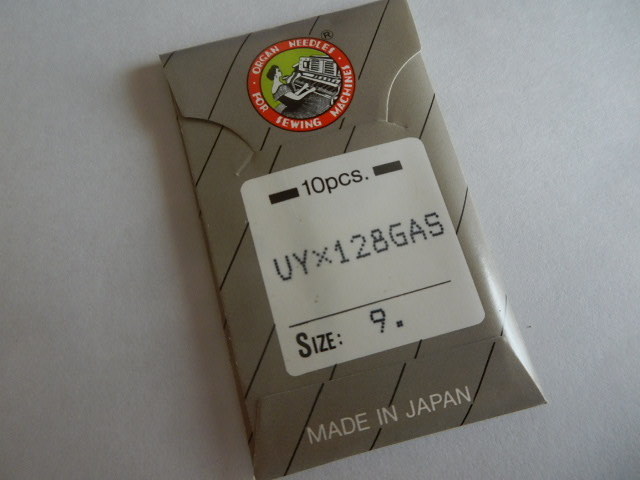 ORGAN NEEDLES
®
FOR SEWING MACHINES
10pcs.
UY×128GAS
SIZE: 9.
MADE IN JAPAN